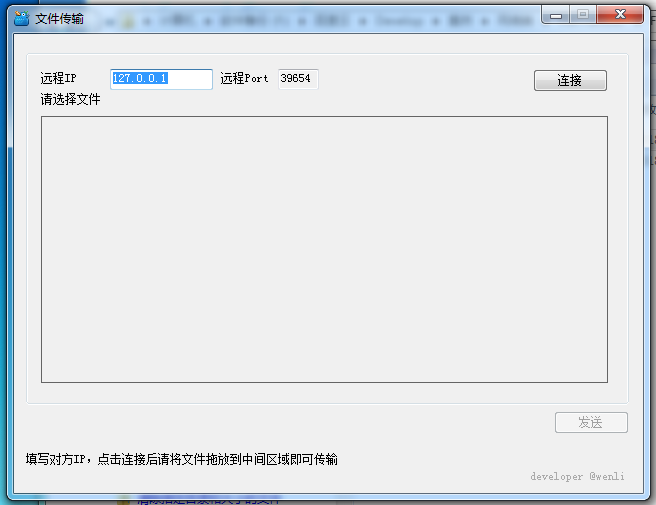 文件传输
远程IP 127.0.0.1 远程Port 39654 连接
请选择文件
发送
填写对方IP，点击连接后请将文件拖放到中间区域即可传输
developer @wenli